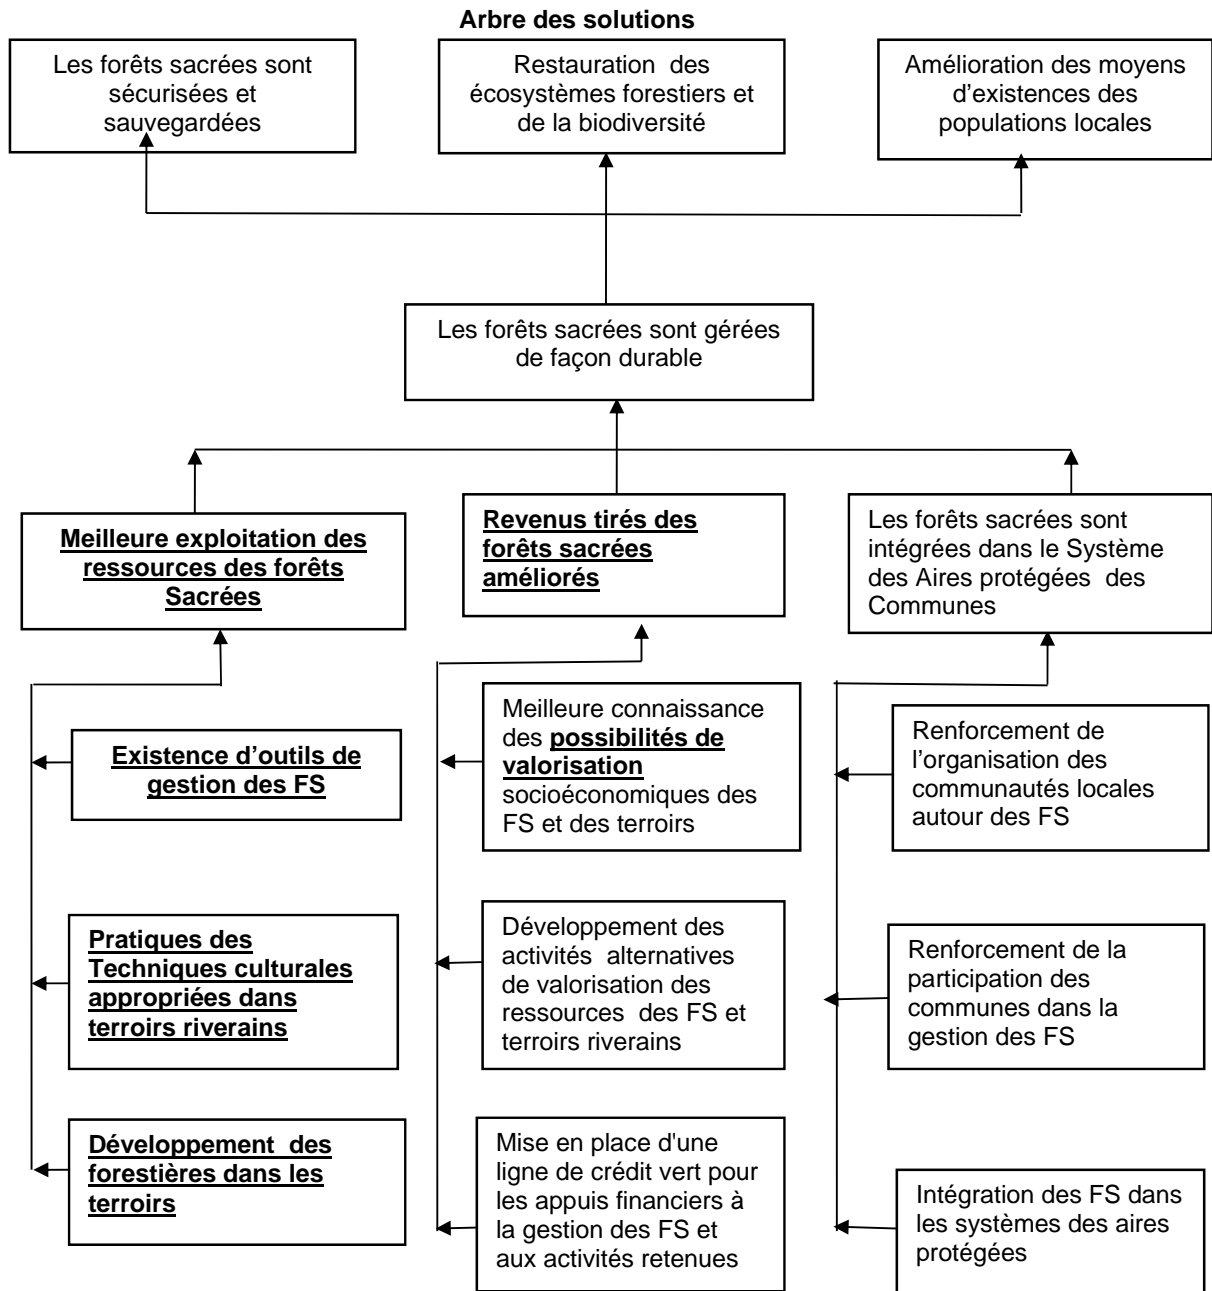 Arbre des solutions
Les forêts sacrées sont
sécurisées et
sauvegardées
Restauration des
écosystèmes forestiers et
de la biodiversité
Amélioration des moyens
d'existences des
populations locales
Les forêts sacrées sont gérées
de façon durable
Meilleure exploitation des
ressources des forêts
Sacrées
Revenus tirés des
forêts sacrées
améliorés
Les forêts sacrées sont
intégrées dans le Système
des Aires protégées des
Communes
Existence d'outils de
gestion des FS
Pratiques des
Techniques culturales
appropriées dans
terroirs riverains
Développement des
forestières dans les
terroirs
Meilleure connaissance
des possibilités de
valorisation
socioéconomiques des
FS et des terroirs
Développement des
activités alternatives
de valorisation des
ressources des FS et
terroirs riverains
Mise en place d'une
ligne de crédit vert pour
les appuis financiers à
la gestion des FS et
aux activités retenues
Renforcement de
l'organisation des
communautés locales
autour des FS
Renforcement de la
participation des
communes dans la
gestion des FS
Intégration des FS dans
les systèmes des aires
protégées